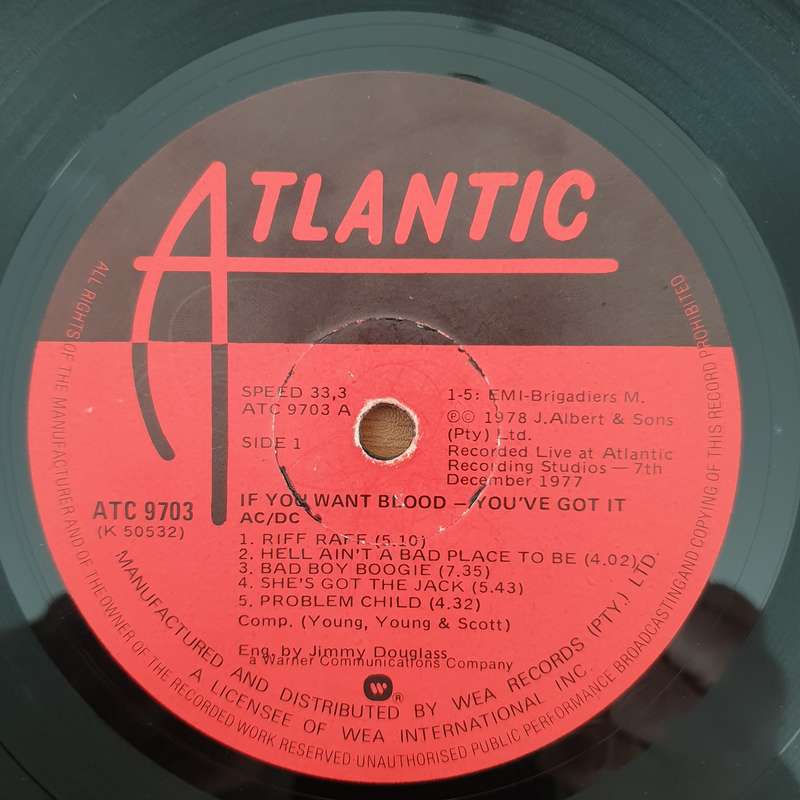 ATLANTIC
SPEED 33,3
ATC 9703 A
SIDE 1
1-5: EMI-Brigadiers M.
℗© 1978 J.Albert & Sons
(Pty) Ltd.
Recorded Live at Atlantic
Recording Studios — 7th
December 1977
ATC 9703
(K 50532)
IF YOU WANT BLOOD — YOU'VE GOT IT
AC/DC
1. RIFF RAFF (5.10)
2. HELL AIN'T A BAD PLACE TO BE (4.02)
3. BAD BOY BOOGIE (7.35)
4. SHE'S GOT THE JACK (5.43)
5. PROBLEM CHILD (4.32)
Comp. (Young, Young & Scott)
Eng. by Jimmy Douglass
a Warner Communications Company
W ®
MANUFACTURED AND DISTRIBUTED BY WEA RECORDS (PTY.) LTD.
A LICENSEE OF WEA INTERNATIONAL INC.
ALL RIGHTS OF THE MANUFACTURER AND OF THE OWNER OF THE RECORDED WORK RESERVED UNAUTHORISED PUBLIC PERFORMANCE BROADCASTING AND COPYING OF THIS RECORD PROHIBITED